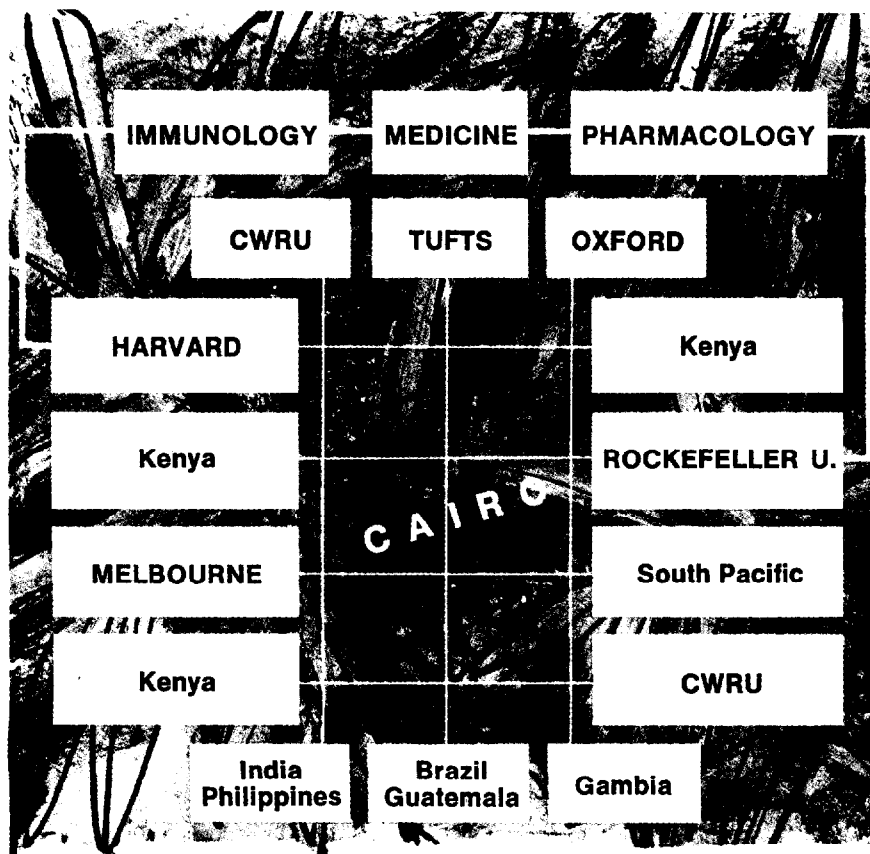 IMMUNOLOGY MEDICINE PHARMACOLOGY
CWRU TUFTS OXFORD
HARVARD Kenya
Kenya ROCKEFELLER U.
CAIRO
MELBOURNE South Pacific
Kenya CWRU
India Brazil Gambia
Philippines Guatemala